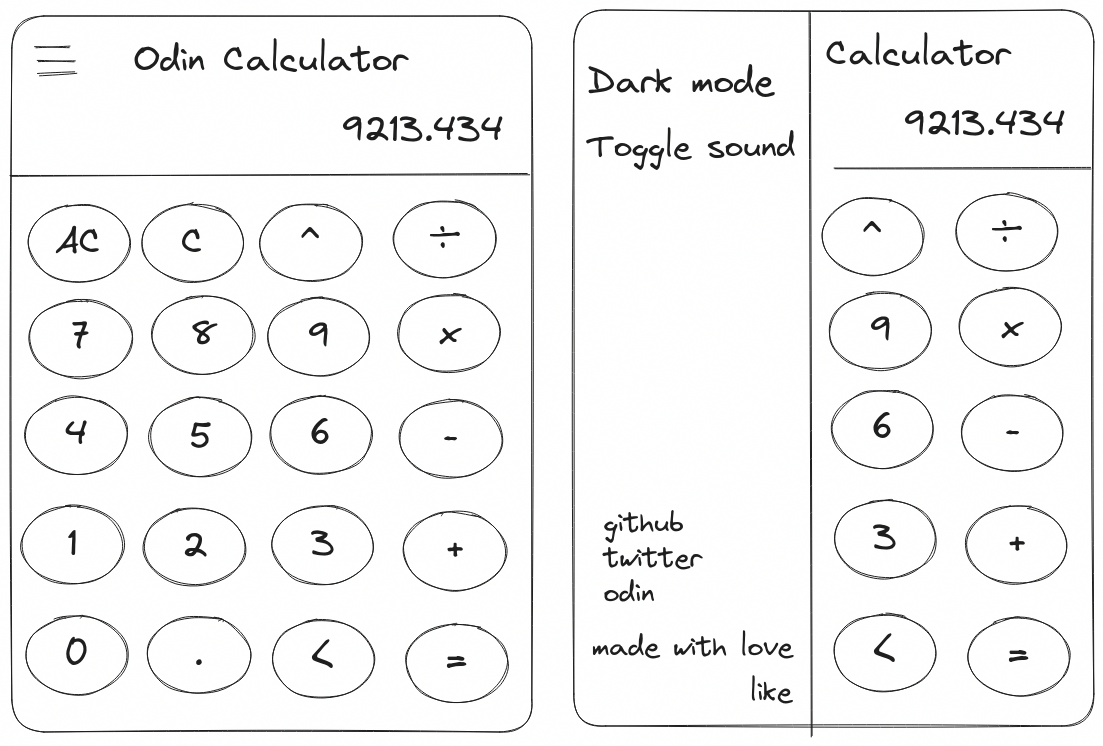 Odin Calculator
9213.434
AC C ^ ÷
7 8 9 x
4 5 6 -
1 2 3 +
0 . < =
Dark mode
Toggle sound
github
twitter
odin
made with love
like
Calculator
9213.434
^ ÷
9 x
6 -
3 +
< =